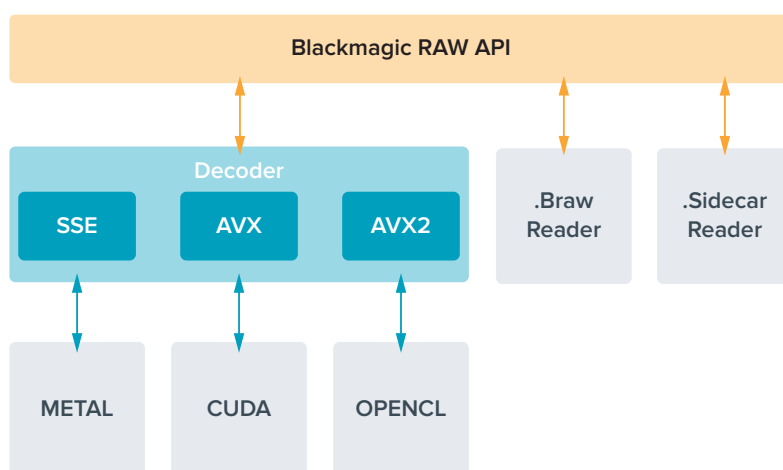 Blackmagic RAW API
Decoder
SSE
AVX
AVX2
.Braw
Reader
.Sidecar
Reader
METAL
CUDA
OPENCL